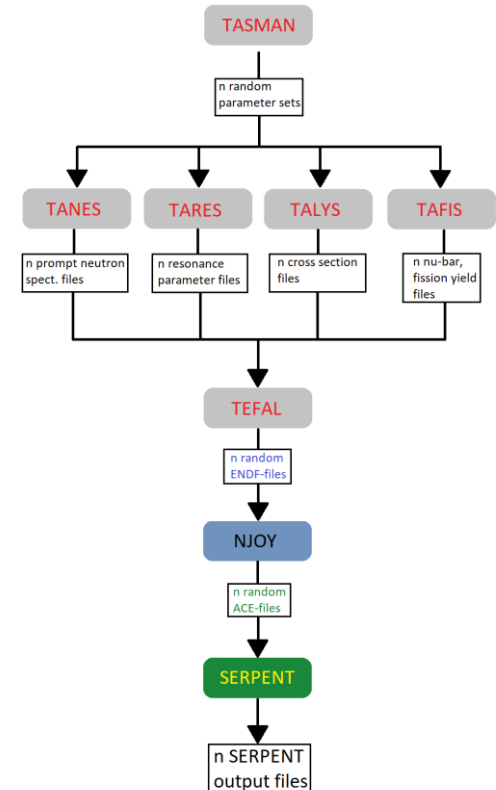 TASMAN
n random
parameter sets
TANES
TARES
TALYS
TAFIS
n prompt neutron
spect. files
n resonance
parameter files
n cross section
files
n nu-bar,
fission yield
files
TEFAL
n random
ENDF-files
NJOY
n random
ACE-files
SERPENT
n SERPENT
output files